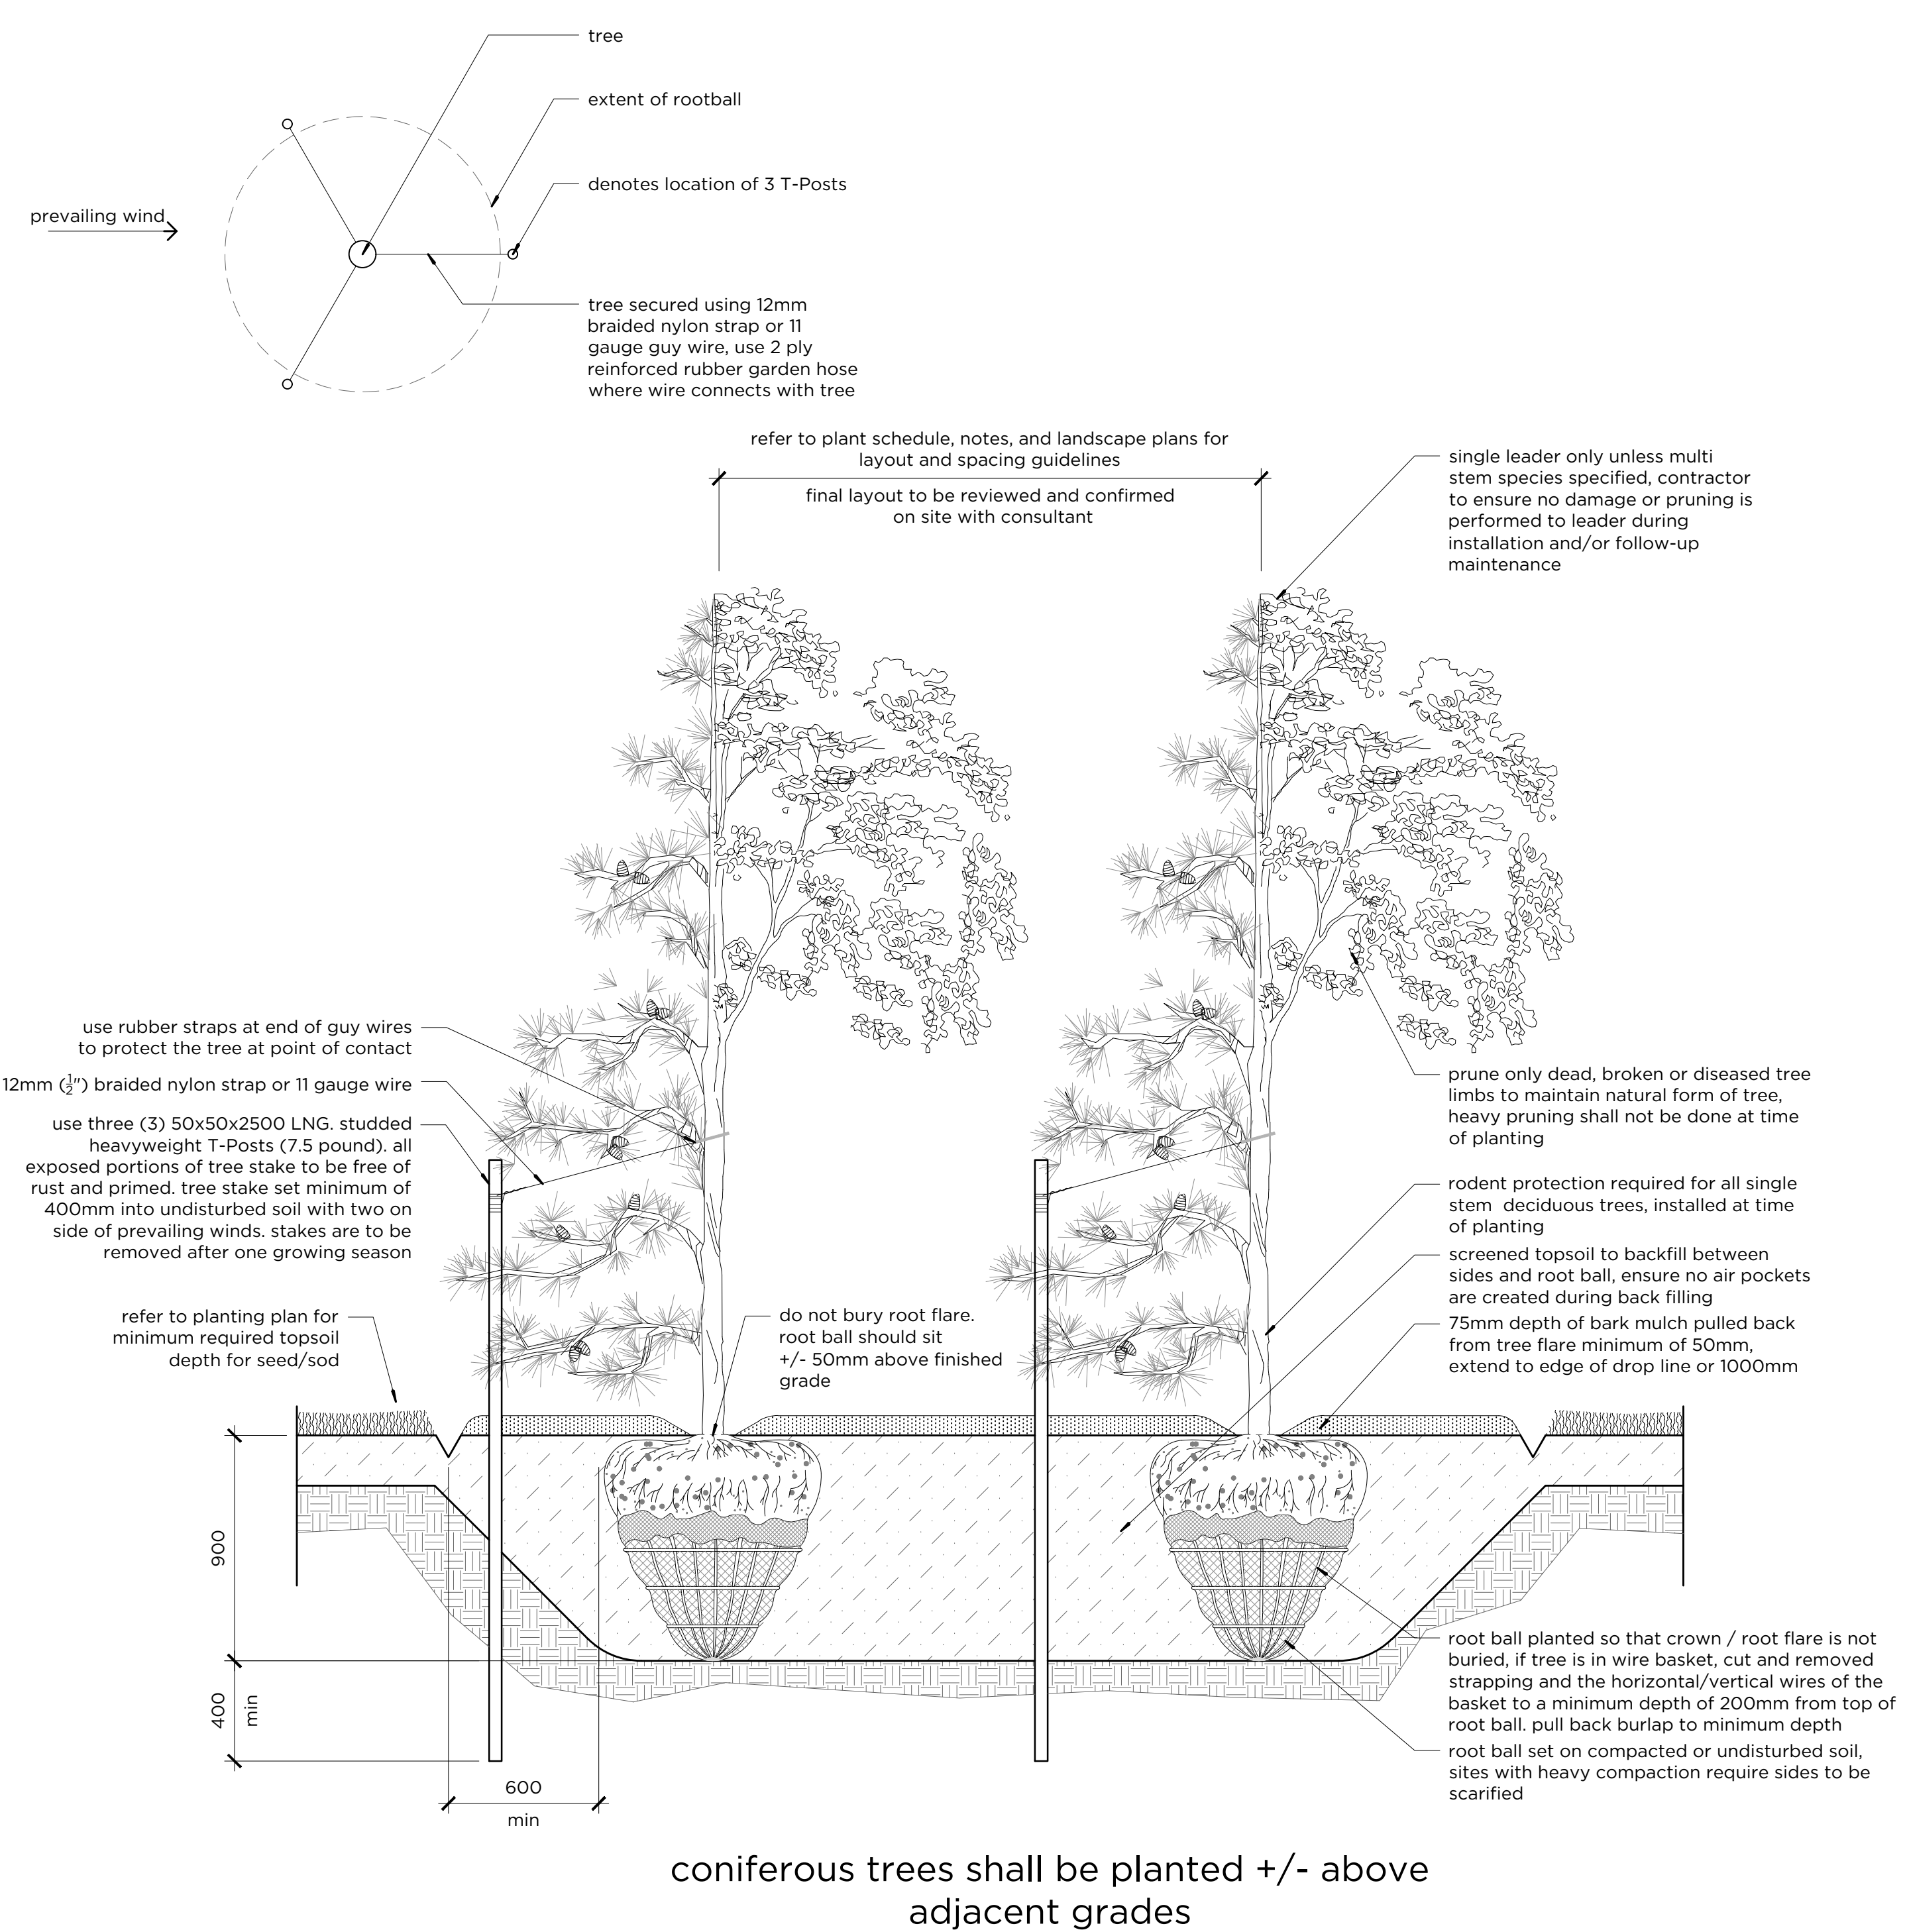 tree
extent of rootball
denotes location of 3 T-Posts
prevailing wind
tree secured using 12mm
braided nylon strap or 11
gauge guy wire, use 2 ply
reinforced rubber garden hose
where wire connects with tree
refer to plant schedule, notes, and landscape plans for
layout and spacing guidelines
final layout to be reviewed and confirmed
on site with consultant
single leader only unless multi
stem species specified, contractor
to ensure no damage or pruning is
performed to leader during
installation and/or follow-up
maintenance
use rubber straps at end of guy wires
to protect the tree at point of contact
12mm (½") braided nylon strap or 11 gauge wire
use three (3) 50x50x2500 LNG. studded
heavyweight T-Posts (7.5 pound). all
exposed portions of tree stake to be free of
rust and primed. tree stake set minimum of
400mm into undisturbed soil with two on
side of prevailing winds. stakes are to be
removed after one growing season
refer to planting plan for
minimum required topsoil
depth for seed/sod
do not bury root flare.
root ball should sit
+/- 50mm above finished
grade
prune only dead, broken or diseased tree
limbs to maintain natural form of tree,
heavy pruning shall not be done at time
of planting
rodent protection required for all single
stem deciduous trees, installed at time
of planting
screened topsoil to backfill between
sides and root ball, ensure no air pockets
are created during back filling
75mm depth of bark mulch pulled back
from tree flare minimum of 50mm,
extend to edge of drop line or 1000mm
900
400
min
600
min
root ball planted so that crown / root flare is not
buried, if tree is in wire basket, cut and removed
strapping and the horizontal/vertical wires of the
basket to a minimum depth of 200mm from top of
root ball. pull back burlap to minimum depth
root ball set on compacted or undisturbed soil,
sites with heavy compaction require sides to be
scarified
coniferous trees shall be planted +/- above
adjacent grades